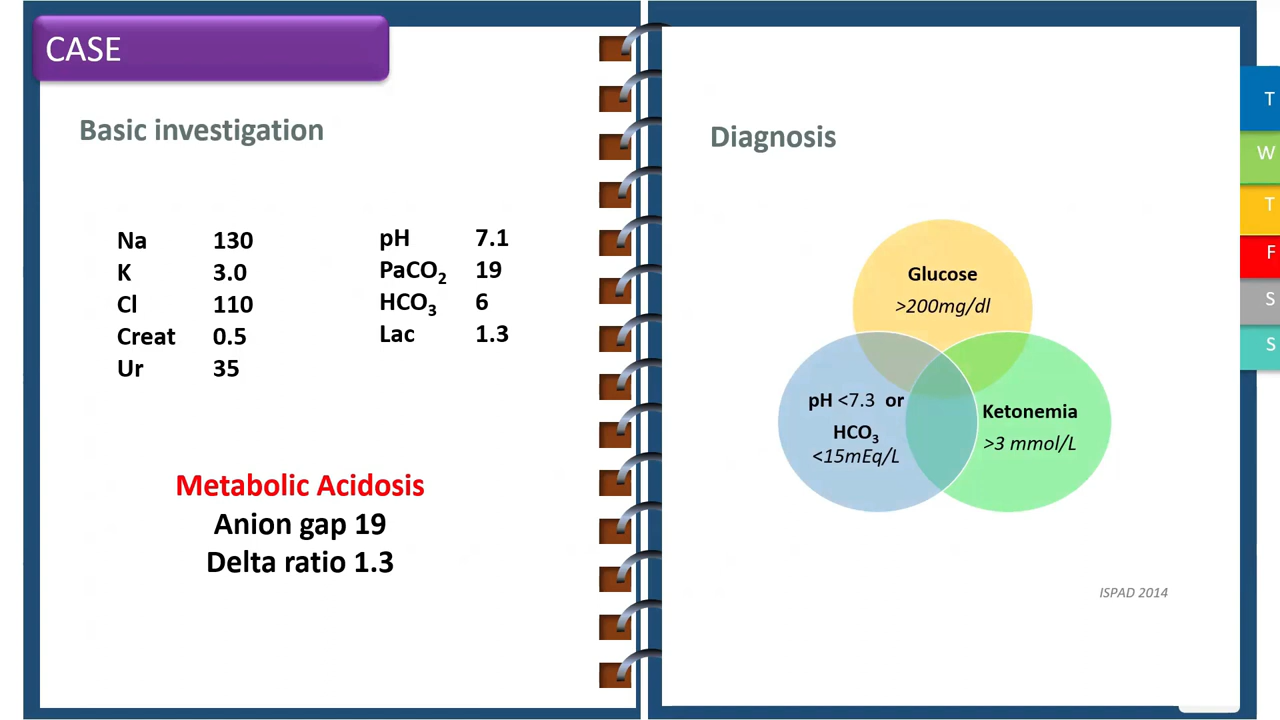 CASE
Basic investigation
Na 130
K 3.0
Cl 110
Creat 0.5
Ur 35
pH 7.1
PaCO₂ 19
HCO₃ 6
Lac 1.3
Metabolic Acidosis
Anion gap 19
Delta ratio 1.3
Diagnosis
Glucose
>200mg/dl
pH <7.3 or
HCO₃
<15mEq/L
Ketonemia
>3 mmol/L
ISPAD 2014
T
W
T
F
S
S